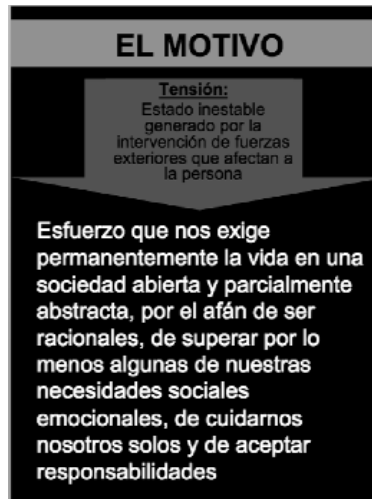 EL MOTIVO
Tensión:
Estado inestable
generado por la
intervención de fuerzas
exteriores que afectan a
la persona
Esfuerzo que nos exige
permanentemente la vida en una
sociedad abierta y parcialmente
abstracta, por el afán de ser
racionales, de superar por lo
menos algunas de nuestras
necesidades sociales
emocionales, de cuidarnos
nosotros solos y de aceptar
responsabilidades